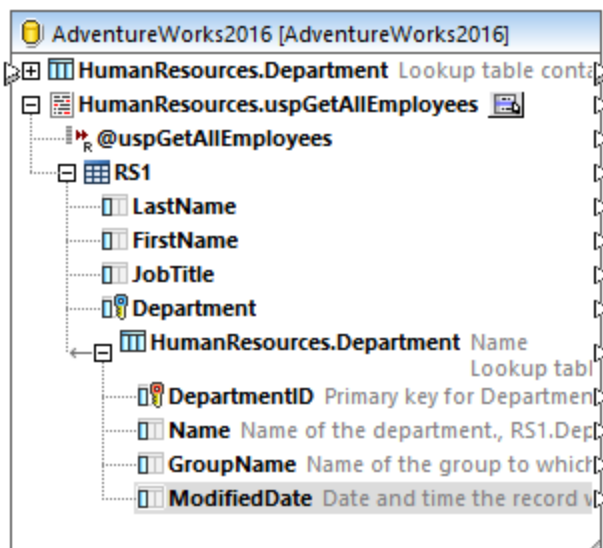 AdventureWorks2016 [AdventureWorks2016]
HumanResources.Department Lookup table conta
HumanResources.uspGetAllEmployees
R @uspGetAllEmployees
RS1
LastName
FirstName
JobTitle
Department
HumanResources.Department Name
Lookup tabl
DepartmentID Primary key for Departmen
Name Name of the department., RS1.Dep
GroupName Name of the group to which
ModifiedDate Date and time the record